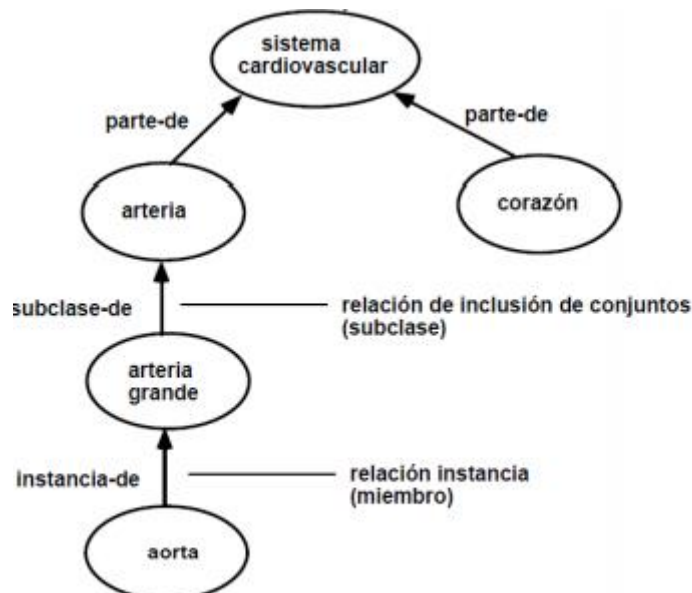 sistema
cardiovascular
parte-de
parte-de
arteria
corazón
subclase-de
relación de inclusión de conjuntos
(subclase)
arteria
grande
instancia-de
relación instancia
(miembro)
aorta